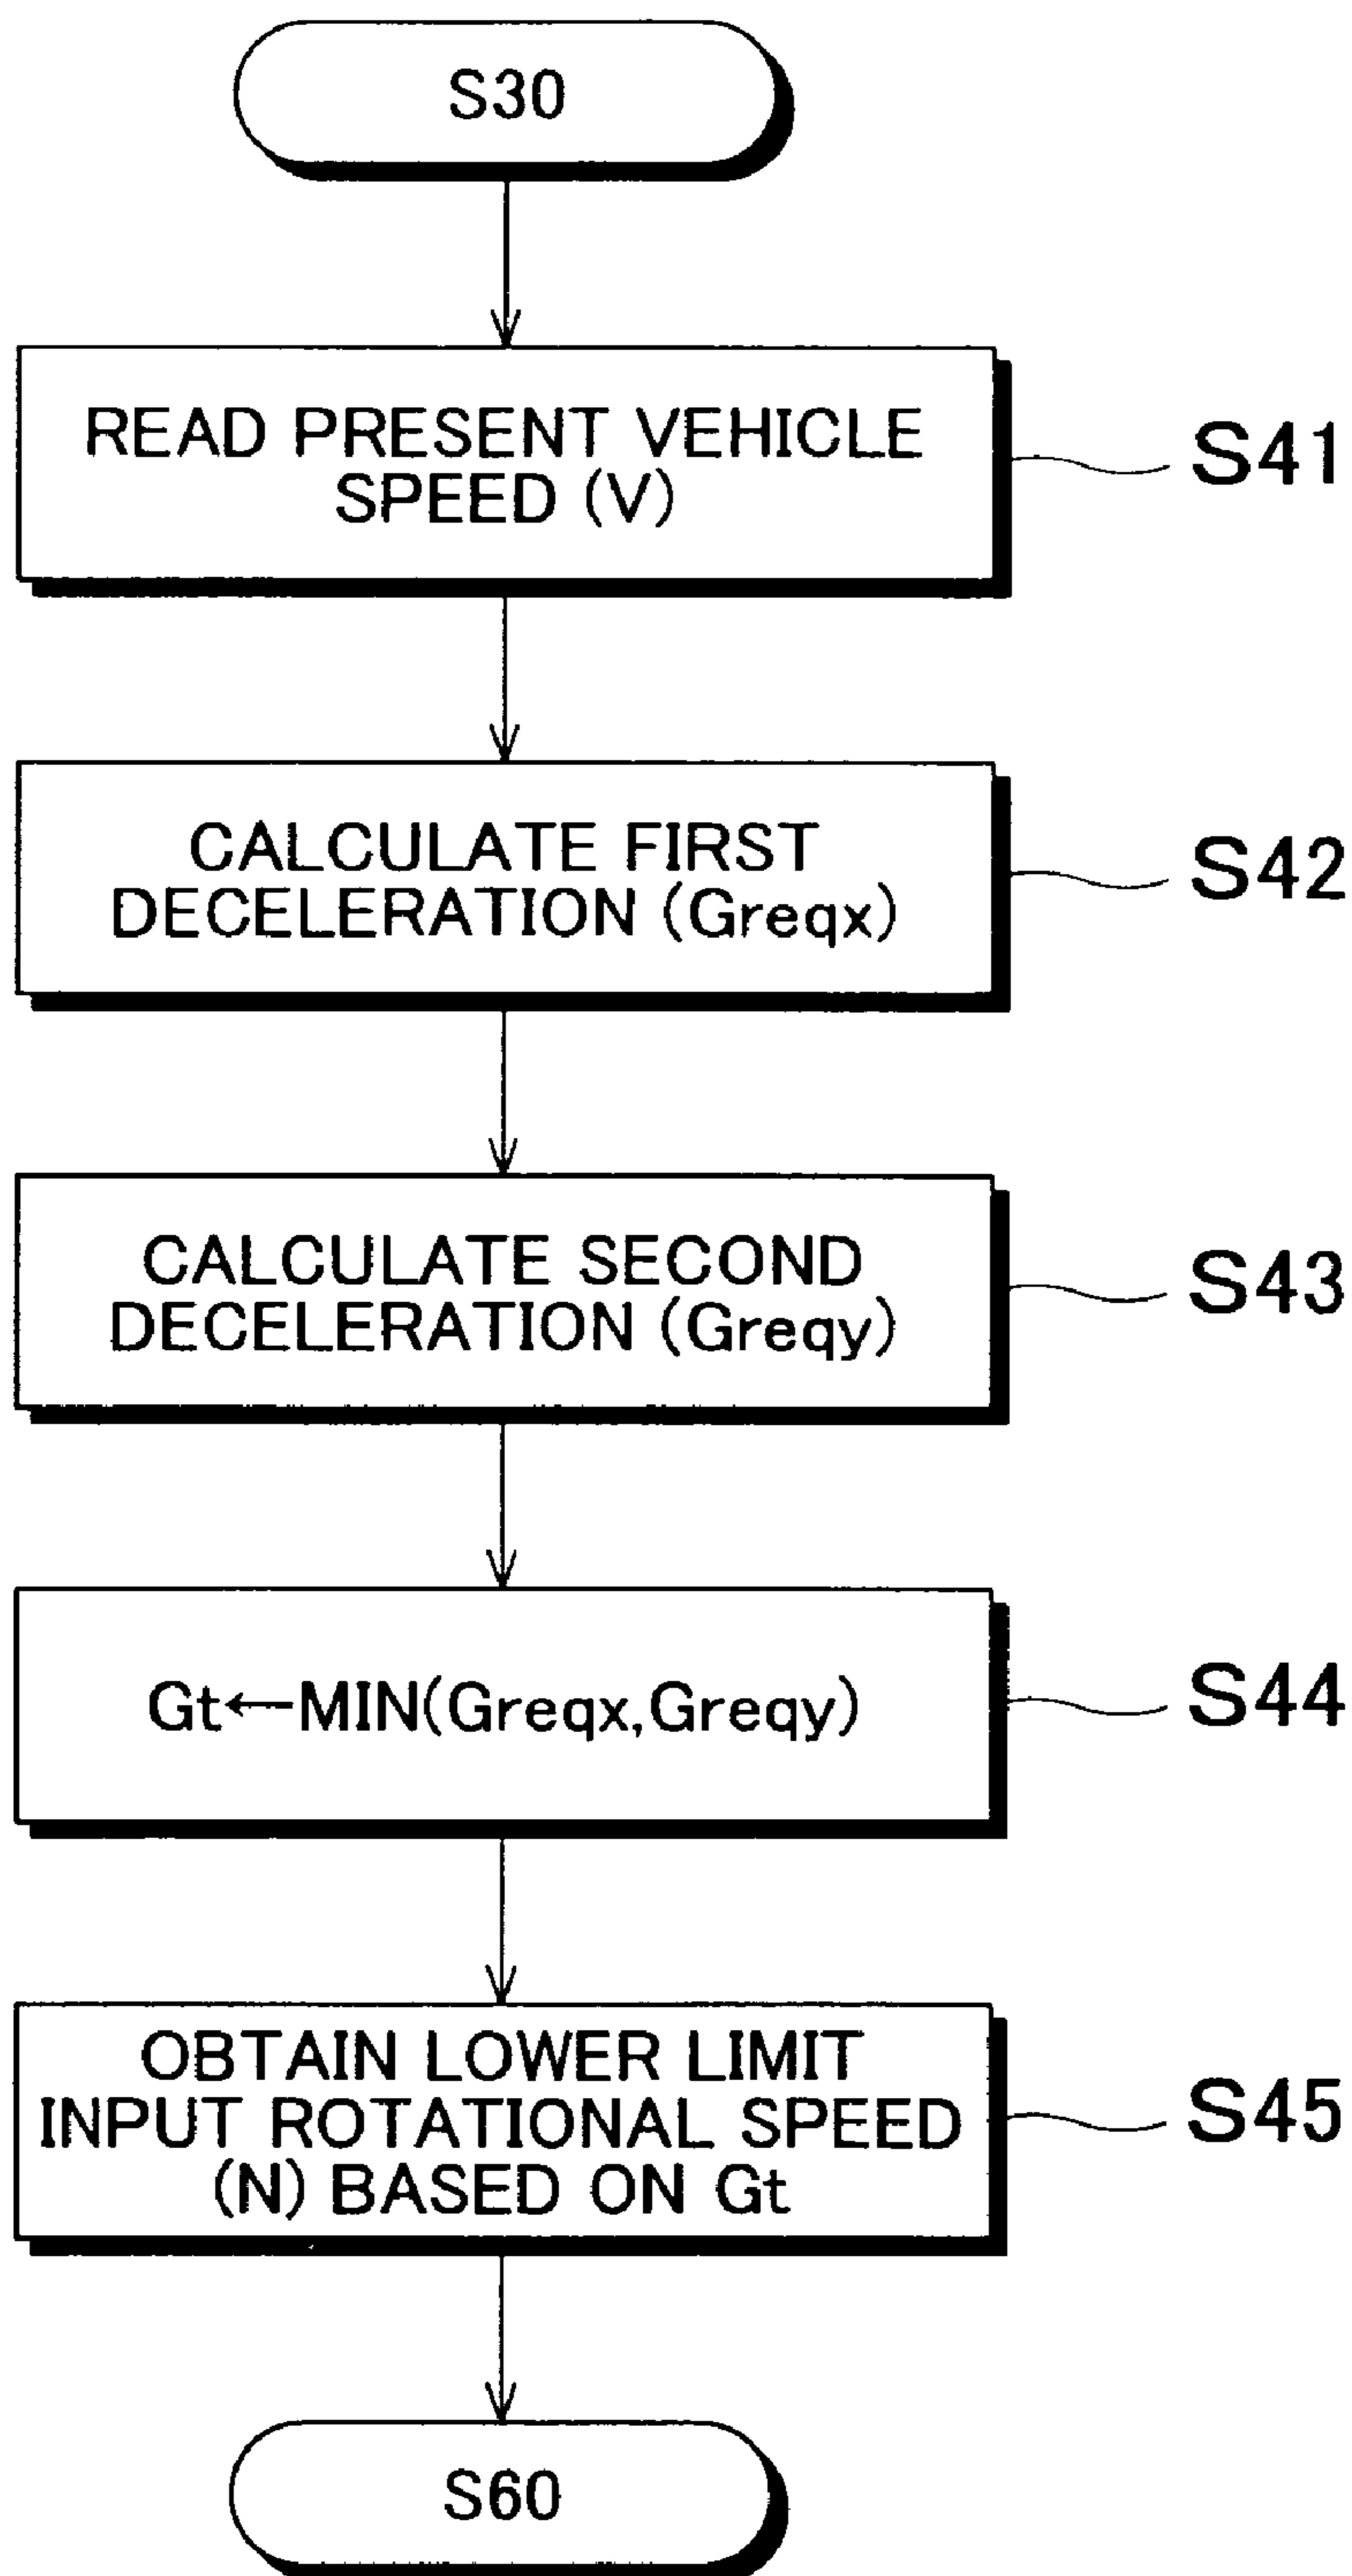 S30
READ PRESENT VEHICLE
SPEED (V)
S41
CALCULATE FIRST
DECELERATION (Greqx)
S42
CALCULATE SECOND
DECELERATION (Greqy)
S43
Gt←MIN(Greqx,Greqy)
S44
OBTAIN LOWER LIMIT
INPUT ROTATIONAL SPEED
(N) BASED ON Gt
S45
S60